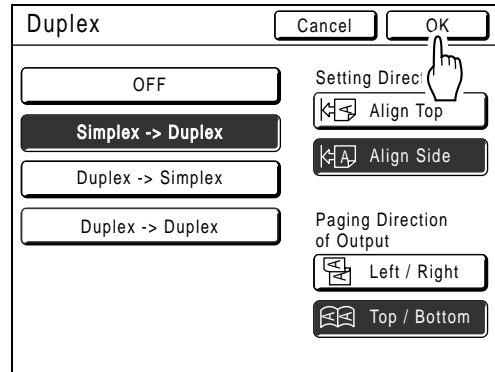 Duplex
Cancel
OK
OFF
Simplex -> Duplex
Duplex -> Simplex
Duplex -> Duplex
Setting Direc
Align Top
Align Side
Paging Direction
of Output
Left / Right
Top / Bottom